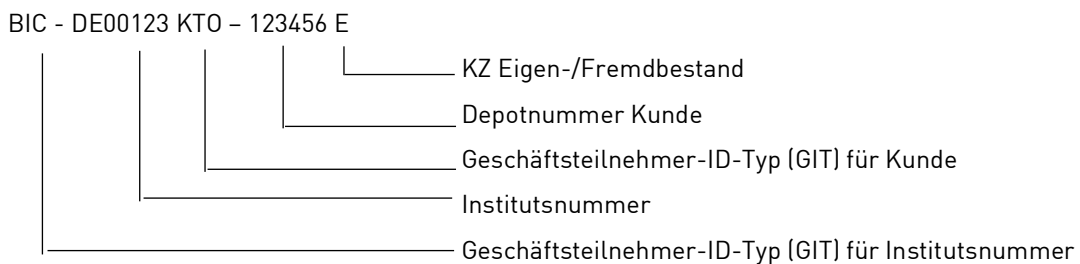 BIC - DE00123 KTO – 123456 E
KZ Eigen-/Fremdbestand
Depotnummer Kunde
Geschäftsteilnehmer-ID-Typ (GIT) für Kunde
Institutsnummer
Geschäftsteilnehmer-ID-Typ (GIT) für Institutsnummer